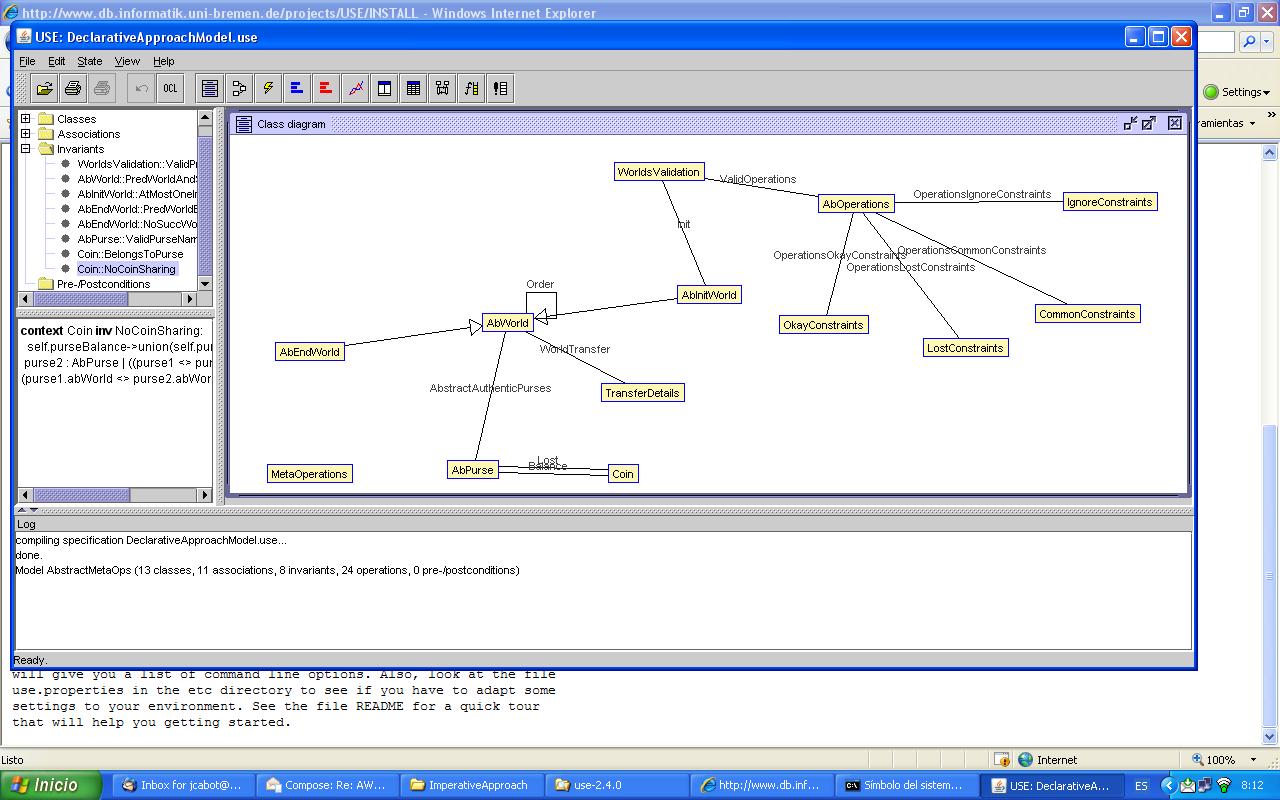 http://www.db.informatik.uni-bremen.de/projects/USE/INSTALL - Windows Internet Explorer
USE: DeclarativeApproachModel.use
File Edit State View Help
OCL
Settings
ramientas
Classes
Associations
Invariants
WorldsValidation::ValidPr
AbWorld::PredWorldAndS
AbInitWorld::AtMostOneIn
AbEndWorld::PredWorldE
AbEndWorld::NoSuccWo
AbPurse::ValidPurseNam
Coin::BelongsToPurse
Coin::NoCoinSharing
Pre-/Postconditions
context Coin inv NoCoinSharing:
self.purseBalance->union(self.pur
purse2 : AbPurse | ((purse1 <> pur
(purse1.abWorld <> purse2.abWor
Class diagram
WorldsValidation
ValidOperations
AbOperations
OperationsIgnoreConstraints
IgnoreConstraints
Init
OperationsOkayConstraints
OperationsCommonConstraints
OperationsLostConstraints
Order
AbInitWorld
AbWorld
OkayConstraints
CommonConstraints
AbEndWorld
WorldTransfer
LostConstraints
AbstractAuthenticPurses
TransferDetails
Lost
Balance
MetaOperations
AbPurse
Coin
Log
compiling specification DeclarativeApproachModel.use...
done.
Model AbstractMetaOps (13 classes, 11 associations, 8 invariants, 24 operations, 0 pre-/postconditions)
Ready.
will give you a list of command line options. Also, look at the file
use.properties in the etc directory to see if you have to adapt some
settings to your environment. See the file README for a quick tour
that will help you getting started.
Listo
Internet
100%
Inicio
Inbox for jcabot@...
Compose: Re: AW...
ImperativeApproach
use-2.4.0
http://www.db.inf...
Símbolo del sistem...
USE: DeclarativeA...
ES
8:12